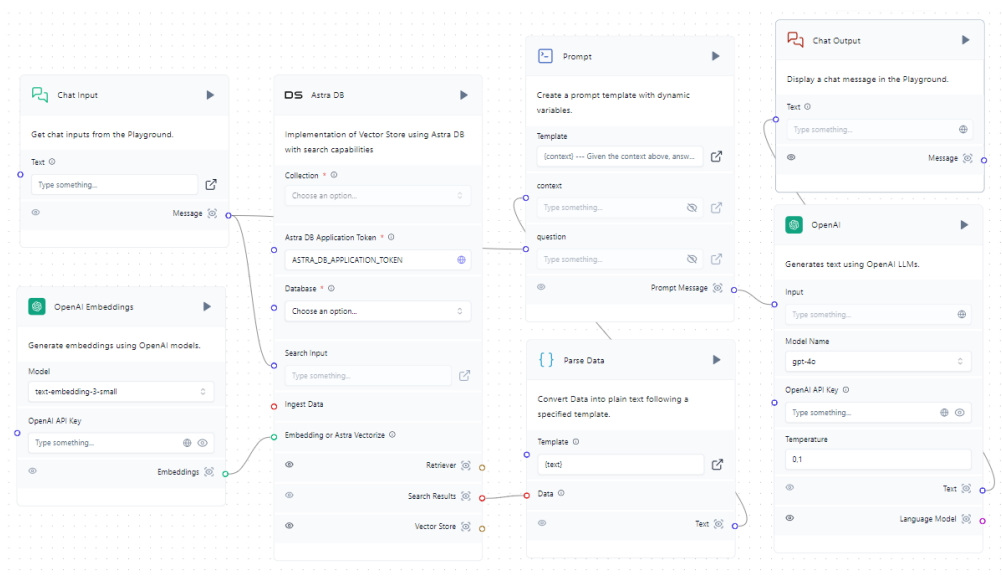 Chat Input
Get chat inputs from the Playground.
Text
Type something...
Message
OpenAI Embeddings
Generate embeddings using OpenAI models.
Model
text-embedding-3-small
OpenAI API Key
Type something...
Embeddings
DS Astra DB
Implementation of Vector Store using Astra DB
with search capabilities
Collection *
Choose an option...
Astra DB Application Token *
ASTRA_DB_APPLICATION_TOKEN
Database *
Choose an option...
Search Input
Type something...
Ingest Data
Embedding or Astra Vectorize
Retriever
Search Results
Vector Store
Prompt
Create a prompt template with dynamic
variables.
Template
{context} --- Given the context above, answ...
context
Type something...
question
Type something...
Prompt Message
Parse Data
Convert Data into plain text following a
specified template.
Template
{text}
Data
Text
Chat Output
Display a chat message in the Playground.
Text
Type something...
Message
OpenAI
Generates text using OpenAI LLMs.
Input
Type something...
Model Name
gpt-4o
OpenAI API Key
Type something...
Temperature
0,1
Text
Language Model